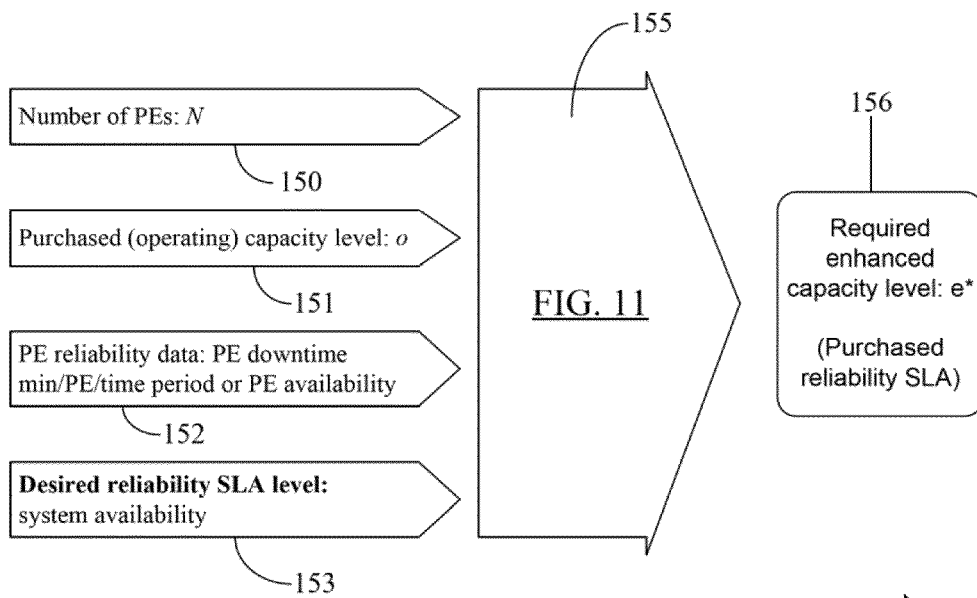 155
156
Number of PEs: N
150
Purchased (operating) capacity level: o
151
PE reliability data: PE downtime
min/PE/time period or PE availability
152
Desired reliability SLA level:
system availability
153
FIG. 11
Required
enhanced
capacity level: e*
(Purchased
reliability SLA)